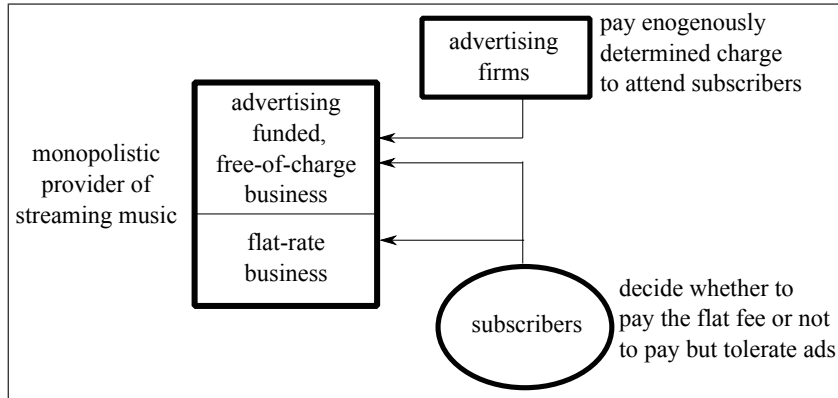 advertising
firms
pay enogenously
determined charge
to attend subscribers
monopolistic
provider of
streaming music
advertising
funded,
free-of-charge
business
flat-rate
business
subscribers
decide whether to
pay the flat fee or not
to pay but tolerate ads